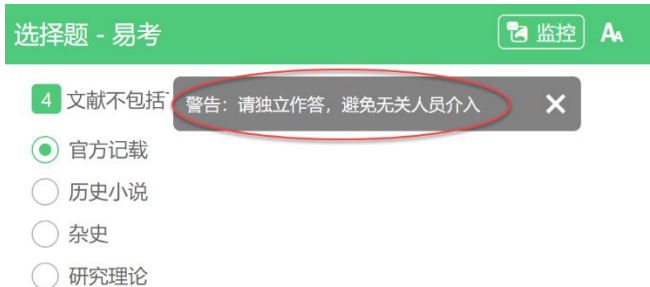 选择题 - 易考
监控 AA
4 文献不包括
警告：请独立作答，避免无关人员介入 ×
官方记载
历史小说
杂史
研究理论